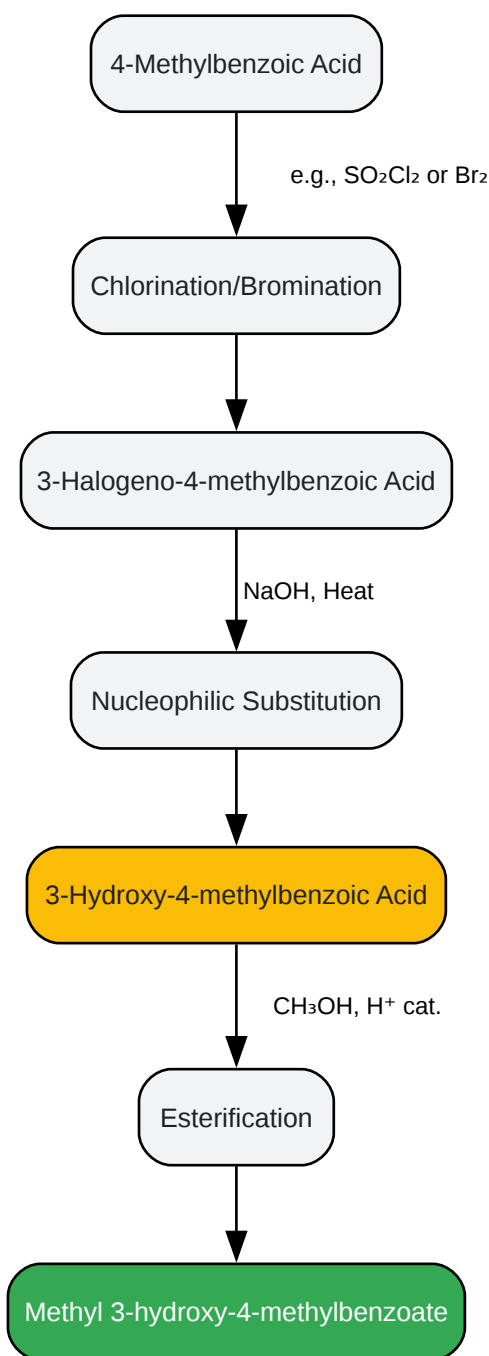 4-Methylbenzoic Acid
e.g., SO₂Cl₂ or Br₂
Chlorination/Bromination
3-Halogeno-4-methylbenzoic Acid
NaOH, Heat
Nucleophilic Substitution
3-Hydroxy-4-methylbenzoic Acid
CH₃OH, H⁺ cat.
Esterification
Methyl 3-hydroxy-4-methylbenzoate